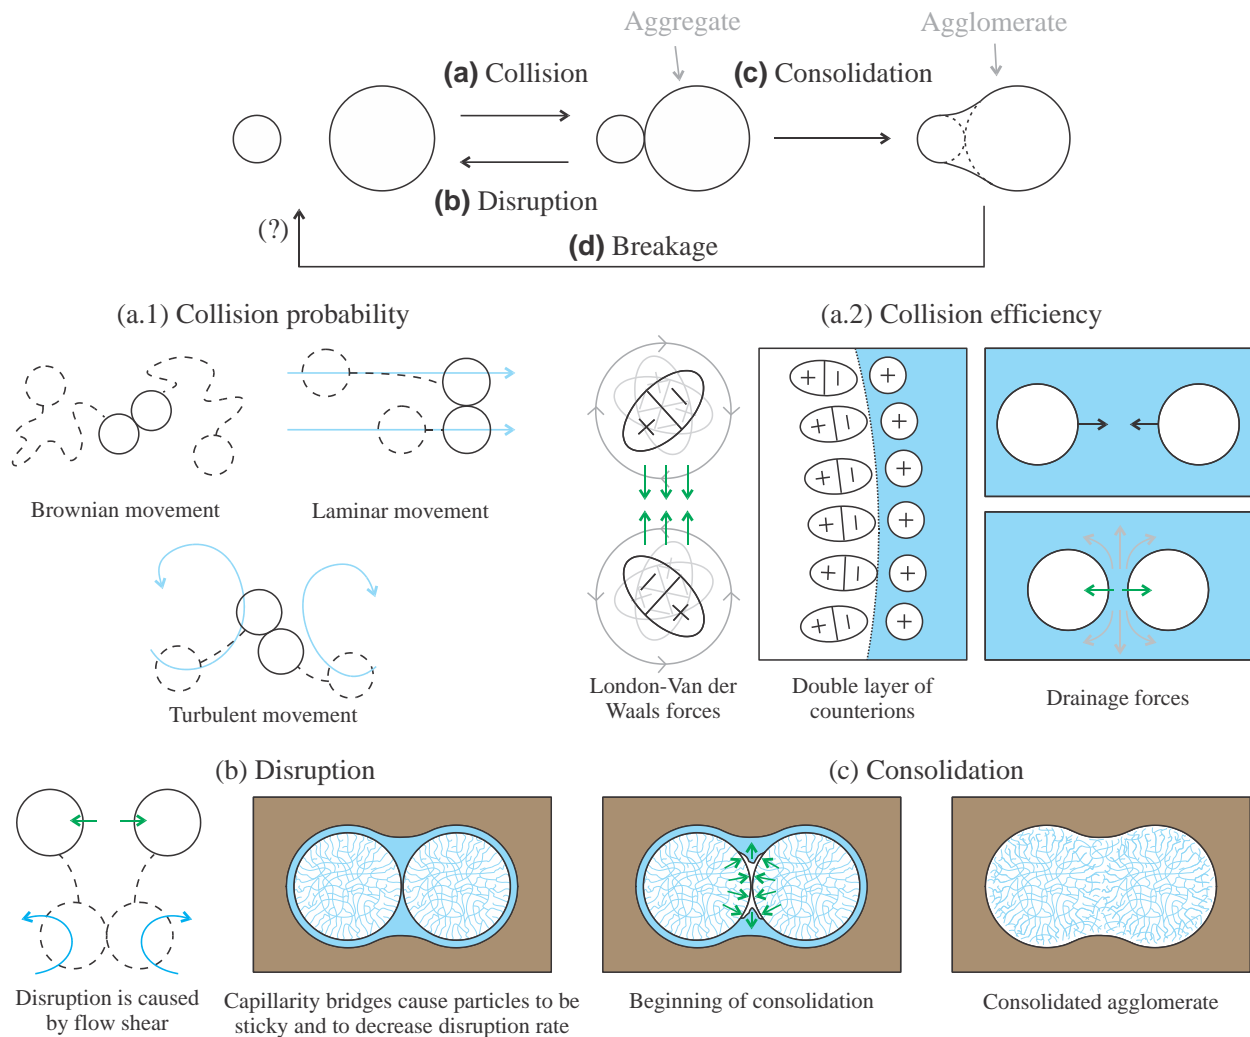 Aggregate
Agglomerate
(a) Collision
(c) Consolidation
(b) Disruption
(?)
(d) Breakage
(a.1) Collision probability
(a.2) Collision efficiency
Brownian movement
Laminar movement
Turbulent movement
London-Van der
Waals forces
Double layer of
counterions
Drainage forces
(b) Disruption
(c) Consolidation
Disruption is caused
by flow shear
Capillarity bridges cause particles to be
sticky and to decrease disruption rate
Beginning of consolidation
Consolidated agglomerate